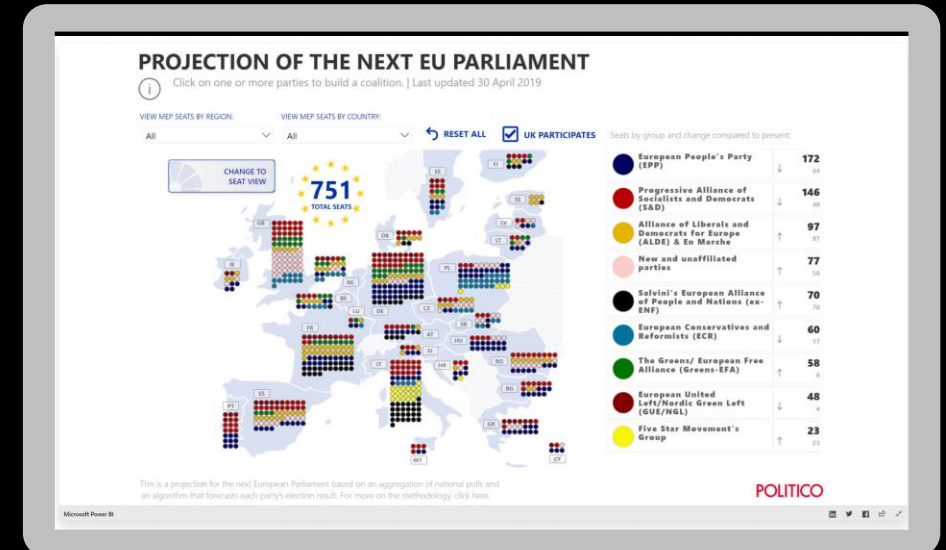 PROJECTION OF THE NEXT EU PARLIAMENT
Click on one or more parties to build a coalition. | Last updated 30 April 2019
VIEW MEP SEATS BY REGION:
VIEW MEP SEATS BY COUNTRY:
All
All
RESET ALL
UK PARTICIPATES
Seats by group and change compared to present:
CHANGE TO
SEAT VIEW
751
TOTAL SEATS
European People's Party
(EPP)
172
44
Progressive Alliance of
Socialists and Democrats
(S&D)
146
Alliance of Liberals and
Democrats for Europe
(ALDE) & En Marche
97
97
New and unaffiliated
parties
77
56
Salvini's European Alliance
of People and Nations (ex-
ENF)
70
70
European Conservatives and
Reformists (ECR)
60
17
The Greens/ European Free
Alliance (Greens-EFA)
58
6
European United
Left/Nordic Green Left
(GUE/NGL)
48
4
Five Star Movement's
Group
23
23
FI
SE
EE
GB
LV
DK
LT
IE
PL
NL
BE
LU
DE
CZ
FR
SK
AT
HU
SI
IT
HR
RO
ES
BG
PT
GR
MT
CY
This is a projection for the next European Parliament based on an aggregation of national polls and
an algorithm that forecasts each party's election result. For more on the methodology, click here.
POLITICO
Microsoft Power BI